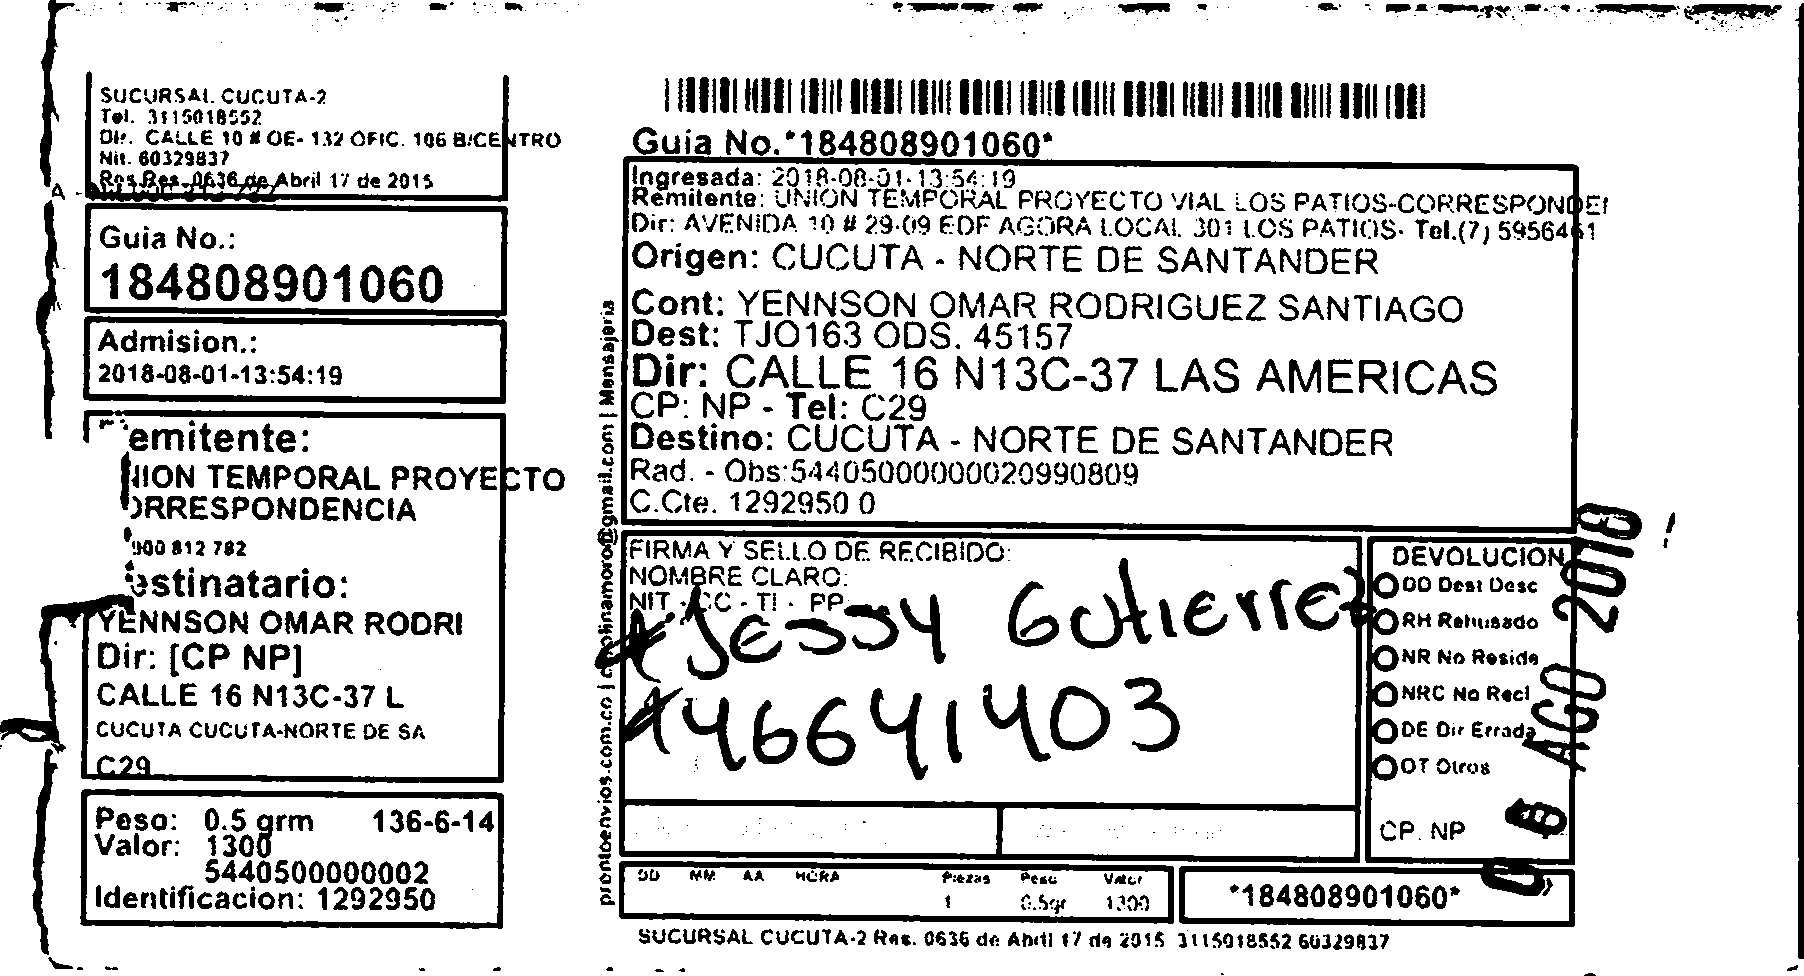 SUCURSAL CUCUTA-2
Tel. 3115018552
Dir. CALLE 10 # OE- 132 OFIC. 106 B/CENTRO
Nit. 60329837
Res.Res. 0636 de Abril 17 de 2015
Guia No.:
184808901060
Admision.:
2018-08-01-13:54:19
emitente:
NION TEMPORAL PROYECTO
ORRESPONDENCIA
900 812 782
estinatario:
YENNSON OMAR RODRI
Dir: [CP NP]
CALLE 16 N13C-37 L
CUCUTA CUCUTA-NORTE DE SA
C29
Peso: 0.5 grm 136-6-14
Valor: 1300
5440500000002
Identificacion: 1292950
prontoenvios.com.co | carolinamoro@gmail.com | Mensajeria
Guia No.*184808901060*
Ingresada: 2018-08-01-13:54:19
Remitente: UNION TEMPORAL PROYECTO VIAL LOS PATIOS-CORRESPONDEN
Dir: AVENIDA 10 # 29-09 EDF AGORA LOCAL 301 LOS PATIOS- Tel.(7) 5956461
Origen: CUCUTA - NORTE DE SANTANDER
Cont: YENNSON OMAR RODRIGUEZ SANTIAGO
Dest: TJO163 ODS. 45157
Dir: CALLE 16 N13C-37 LAS AMERICAS
CP: NP - Tel: C29
Destino: CUCUTA - NORTE DE SANTANDER
Rad. - Obs:54405000000020990809
C.Cte. 1292950 0
FIRMA Y SELLO DE RECIBIDO:
NOMBRE CLARO:
NIT - CC - TI - PP
Jessy Gutierrez
46641403
DEVOLUCION
DD Dest Desc
RH Rehusado
NR No Reside
NRC No Recl
DE Dir Errada
OT Otros
CP. NP
AGO 2018
DD MM AA HORA Piezas Peso Valor
1 0.5gr 1300
*184808901060*
SUCURSAL CUCUTA-2 Res. 0636 de Abril 17 de 2015 3115018552 60329837